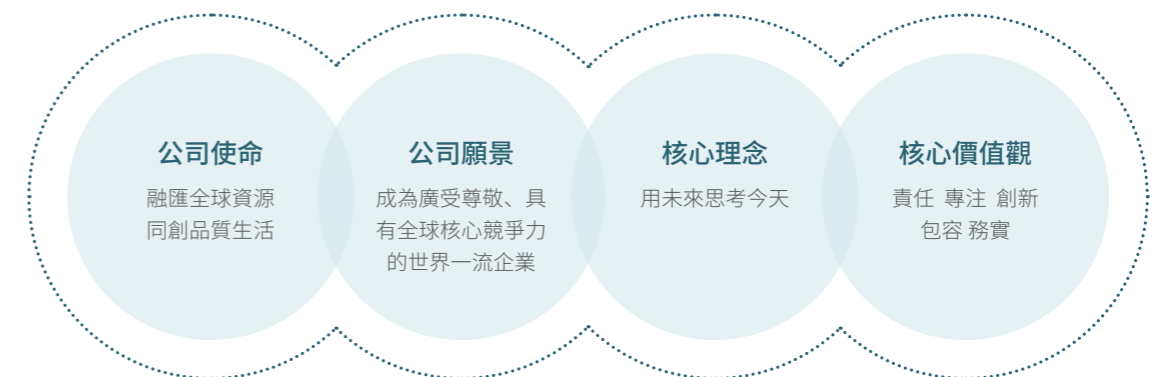 公司使命
融匯全球資源
同創品質生活
公司願景
成為廣受尊敬、具
有全球核心競爭力
的世界一流企業
核心理念
用未來思考今天
核心價值觀
責任 專注 創新
包容 務實